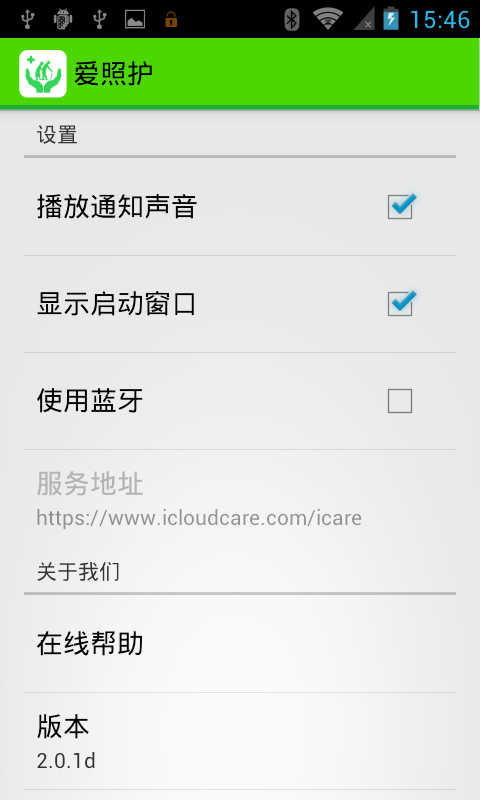 15:46
爱照护
设置
播放通知声音
显示启动窗口
使用蓝牙
服务地址
https://www.icloudcare.com/icare
关于我们
在线帮助
版本
2.0.1d